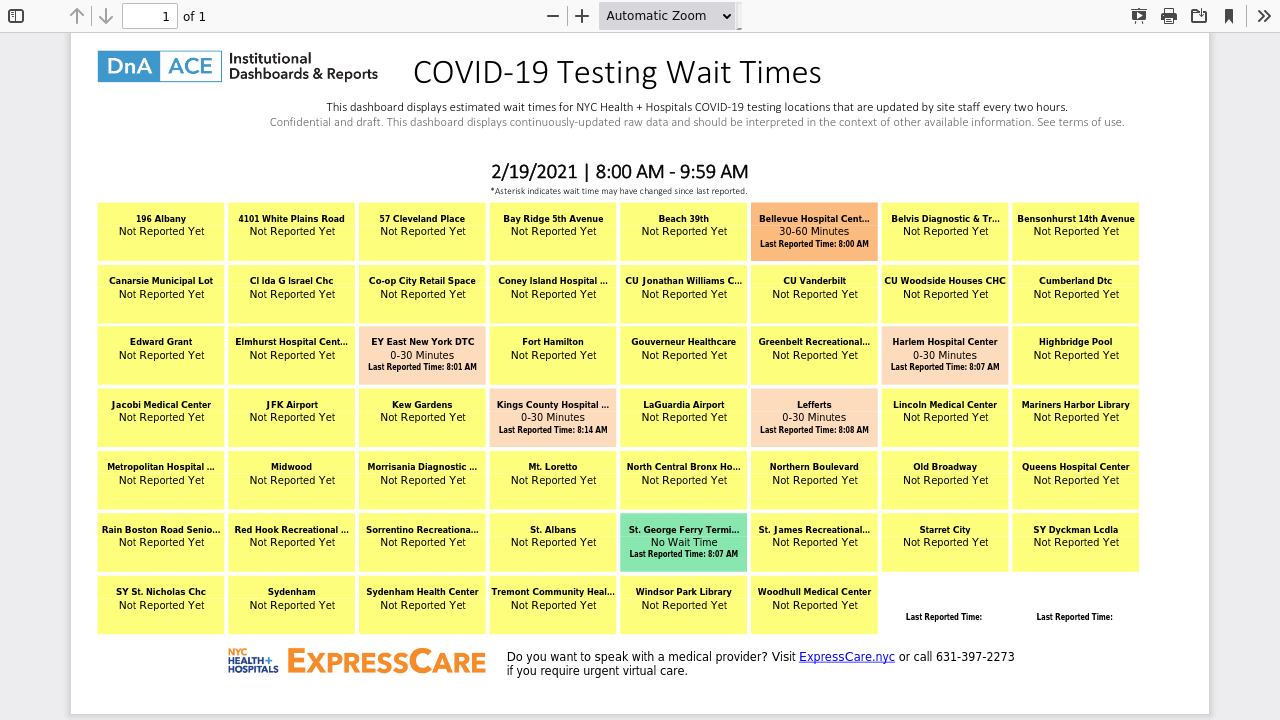 1 of 1 Automatic Zoom
DnA ACE Institutional
Dashboards & Reports
COVID-19 Testing Wait Times
This dashboard displays estimated wait times for NYC Health + Hospitals COVID-19 testing locations that are updated by site staff every two hours.
Confidential and draft. This dashboard displays continuously-updated raw data and should be interpreted in the context of other available information. See terms of use.
2/19/2021 | 8:00 AM - 9:59 AM
*Asterisk indicates wait time may have changed since last reported.
196 Albany
Not Reported Yet
4101 White Plains Road
Not Reported Yet
57 Cleveland Place
Not Reported Yet
Bay Ridge 5th Avenue
Not Reported Yet
Beach 39th
Not Reported Yet
Bellevue Hospital Cent...
30-60 Minutes
Last Reported Time: 8:00 AM
Belvis Diagnostic & Tr...
Not Reported Yet
Bensonhurst 14th Avenue
Not Reported Yet
Canarsie Municipal Lot
Not Reported Yet
CI Ida G Israel Chc
Not Reported Yet
Co-op City Retail Space
Not Reported Yet
Coney Island Hospital ...
Not Reported Yet
CU Jonathan Williams C...
Not Reported Yet
CU Vanderbilt
Not Reported Yet
CU Woodside Houses CHC
Not Reported Yet
Cumberland Dtc
Not Reported Yet
Edward Grant
Not Reported Yet
Elmhurst Hospital Cent...
Not Reported Yet
EY East New York DTC
0-30 Minutes
Last Reported Time: 8:01 AM
Fort Hamilton
Not Reported Yet
Gouverneur Healthcare
Not Reported Yet
Greenbelt Recreational...
Not Reported Yet
Harlem Hospital Center
0-30 Minutes
Last Reported Time: 8:07 AM
Highbridge Pool
Not Reported Yet
Jacobi Medical Center
Not Reported Yet
JFK Airport
Not Reported Yet
Kew Gardens
Not Reported Yet
Kings County Hospital ...
0-30 Minutes
Last Reported Time: 8:14 AM
LaGuardia Airport
Not Reported Yet
Lefferts
0-30 Minutes
Last Reported Time: 8:08 AM
Lincoln Medical Center
Not Reported Yet
Mariners Harbor Library
Not Reported Yet
Metropolitan Hospital ...
Not Reported Yet
Midwood
Not Reported Yet
Morrisania Diagnostic ...
Not Reported Yet
Mt. Loretto
Not Reported Yet
North Central Bronx Ho...
Not Reported Yet
Northern Boulevard
Not Reported Yet
Old Broadway
Not Reported Yet
Queens Hospital Center
Not Reported Yet
Rain Boston Road Senio...
Not Reported Yet
Red Hook Recreational ...
Not Reported Yet
Sorrentino Recreationa...
Not Reported Yet
St. Albans
Not Reported Yet
St. George Ferry Termi...
No Wait Time
Last Reported Time: 8:07 AM
St. James Recreational...
Not Reported Yet
Starret City
Not Reported Yet
SY Dyckman Lcdla
Not Reported Yet
SY St. Nicholas Chc
Not Reported Yet
Sydenham
Not Reported Yet
Sydenham Health Center
Not Reported Yet
Tremont Community Heal...
Not Reported Yet
Windsor Park Library
Not Reported Yet
Woodhull Medical Center
Not Reported Yet
Last Reported Time:
Last Reported Time:
NYC
HEALTH+
HOSPITALS
EXPRESSCARE
Do you want to speak with a medical provider? Visit ExpressCare.nyc or call 631-397-2273
if you require urgent virtual care.